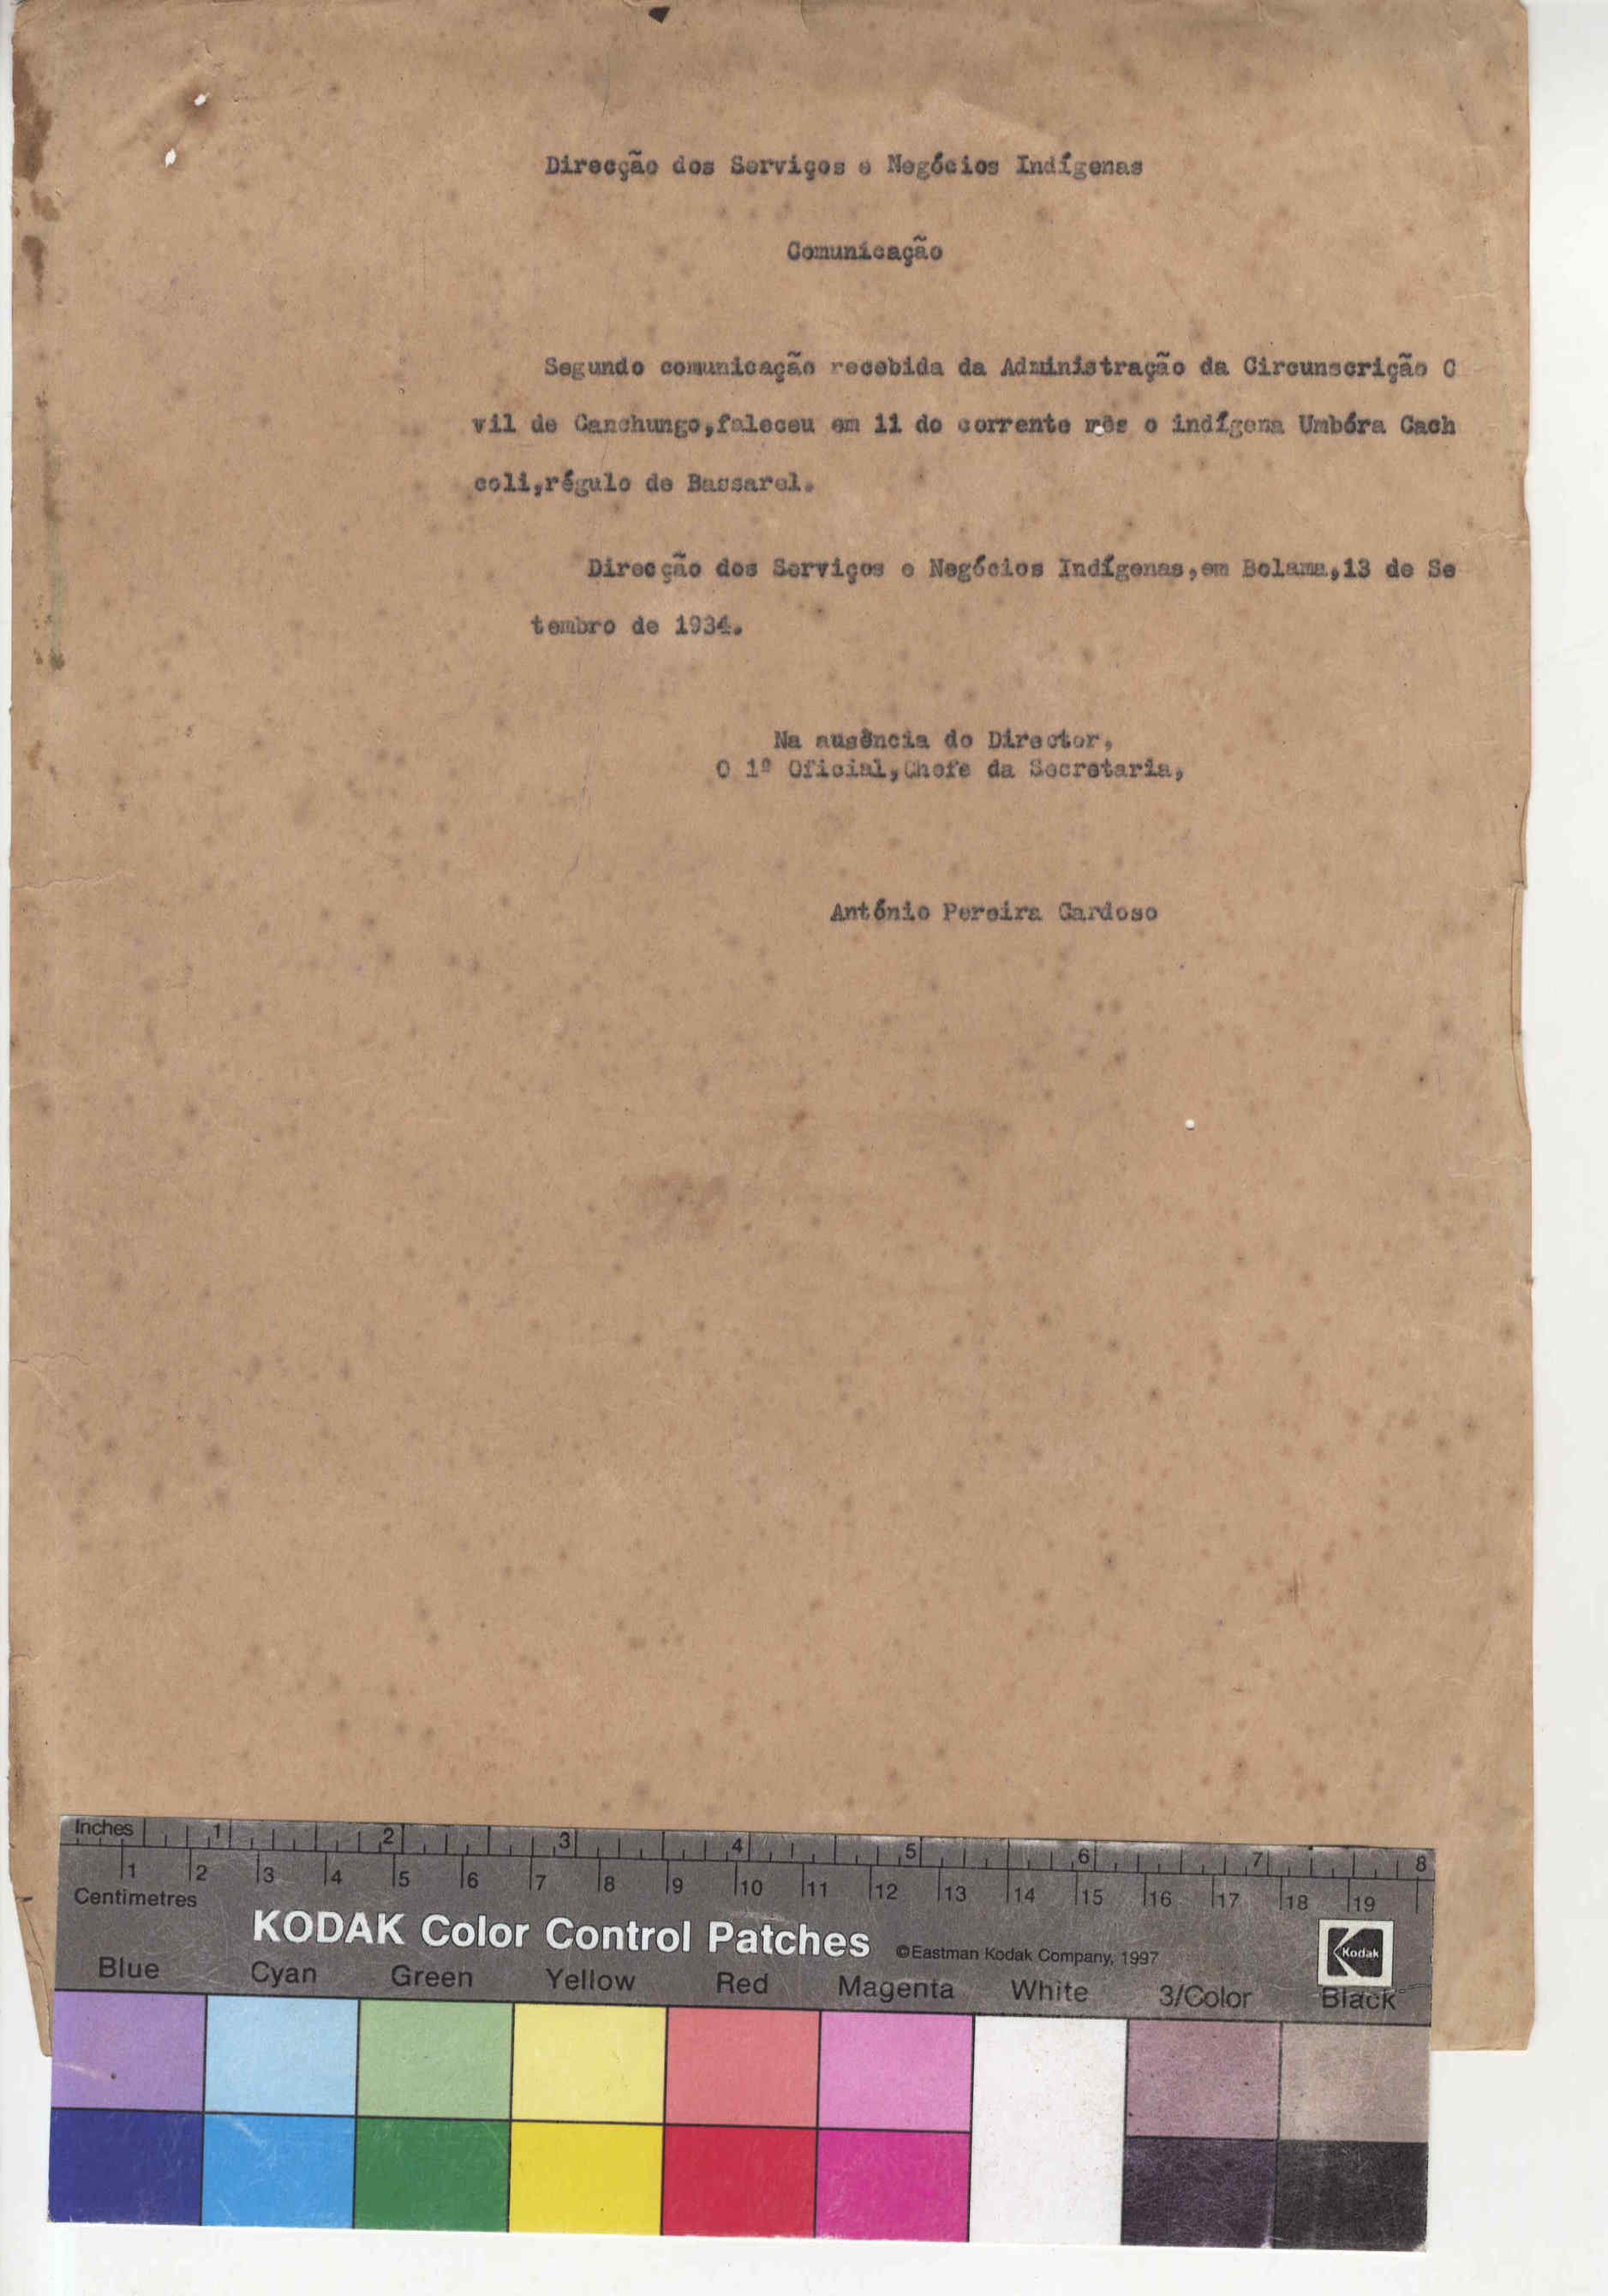 Direcção dos Serviços e Negócios Indígenas
Comunicação
Segundo comunicação recebida da Administração da Circunscrição C
vil de Canchungo,faleceu em 11 do corrente mês o indígena Umbóra Cach
coli,régulo de Bassarel.
Direcção dos Serviços e Negócios Indígenas,em Bolama,13 de Se
tembro de 1934.
Na ausência do Director,
O 1º Oficial,Chefe da Secretaria,
António Pereira Cardoso
Inches 1 2 3 4 5 6 7 8
1 2 3 4 5 6 7 8 9 10 11 12 13 14 15 16 17 18 19
Centimetres
KODAK Color Control Patches ©Eastman Kodak Company, 1997 Kodak
Blue Cyan Green Yellow Red Magenta White 3/Color Black